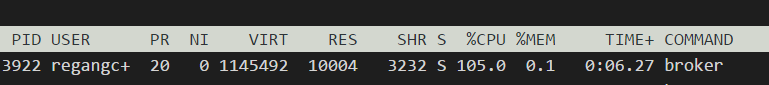 PID USER PR NI VIRT RES SHR S %CPU %MEM TIME+ COMMAND
3922 regangc+ 20 0 1145492 10004 3232 S 105.0 0.1 0:06.27 broker